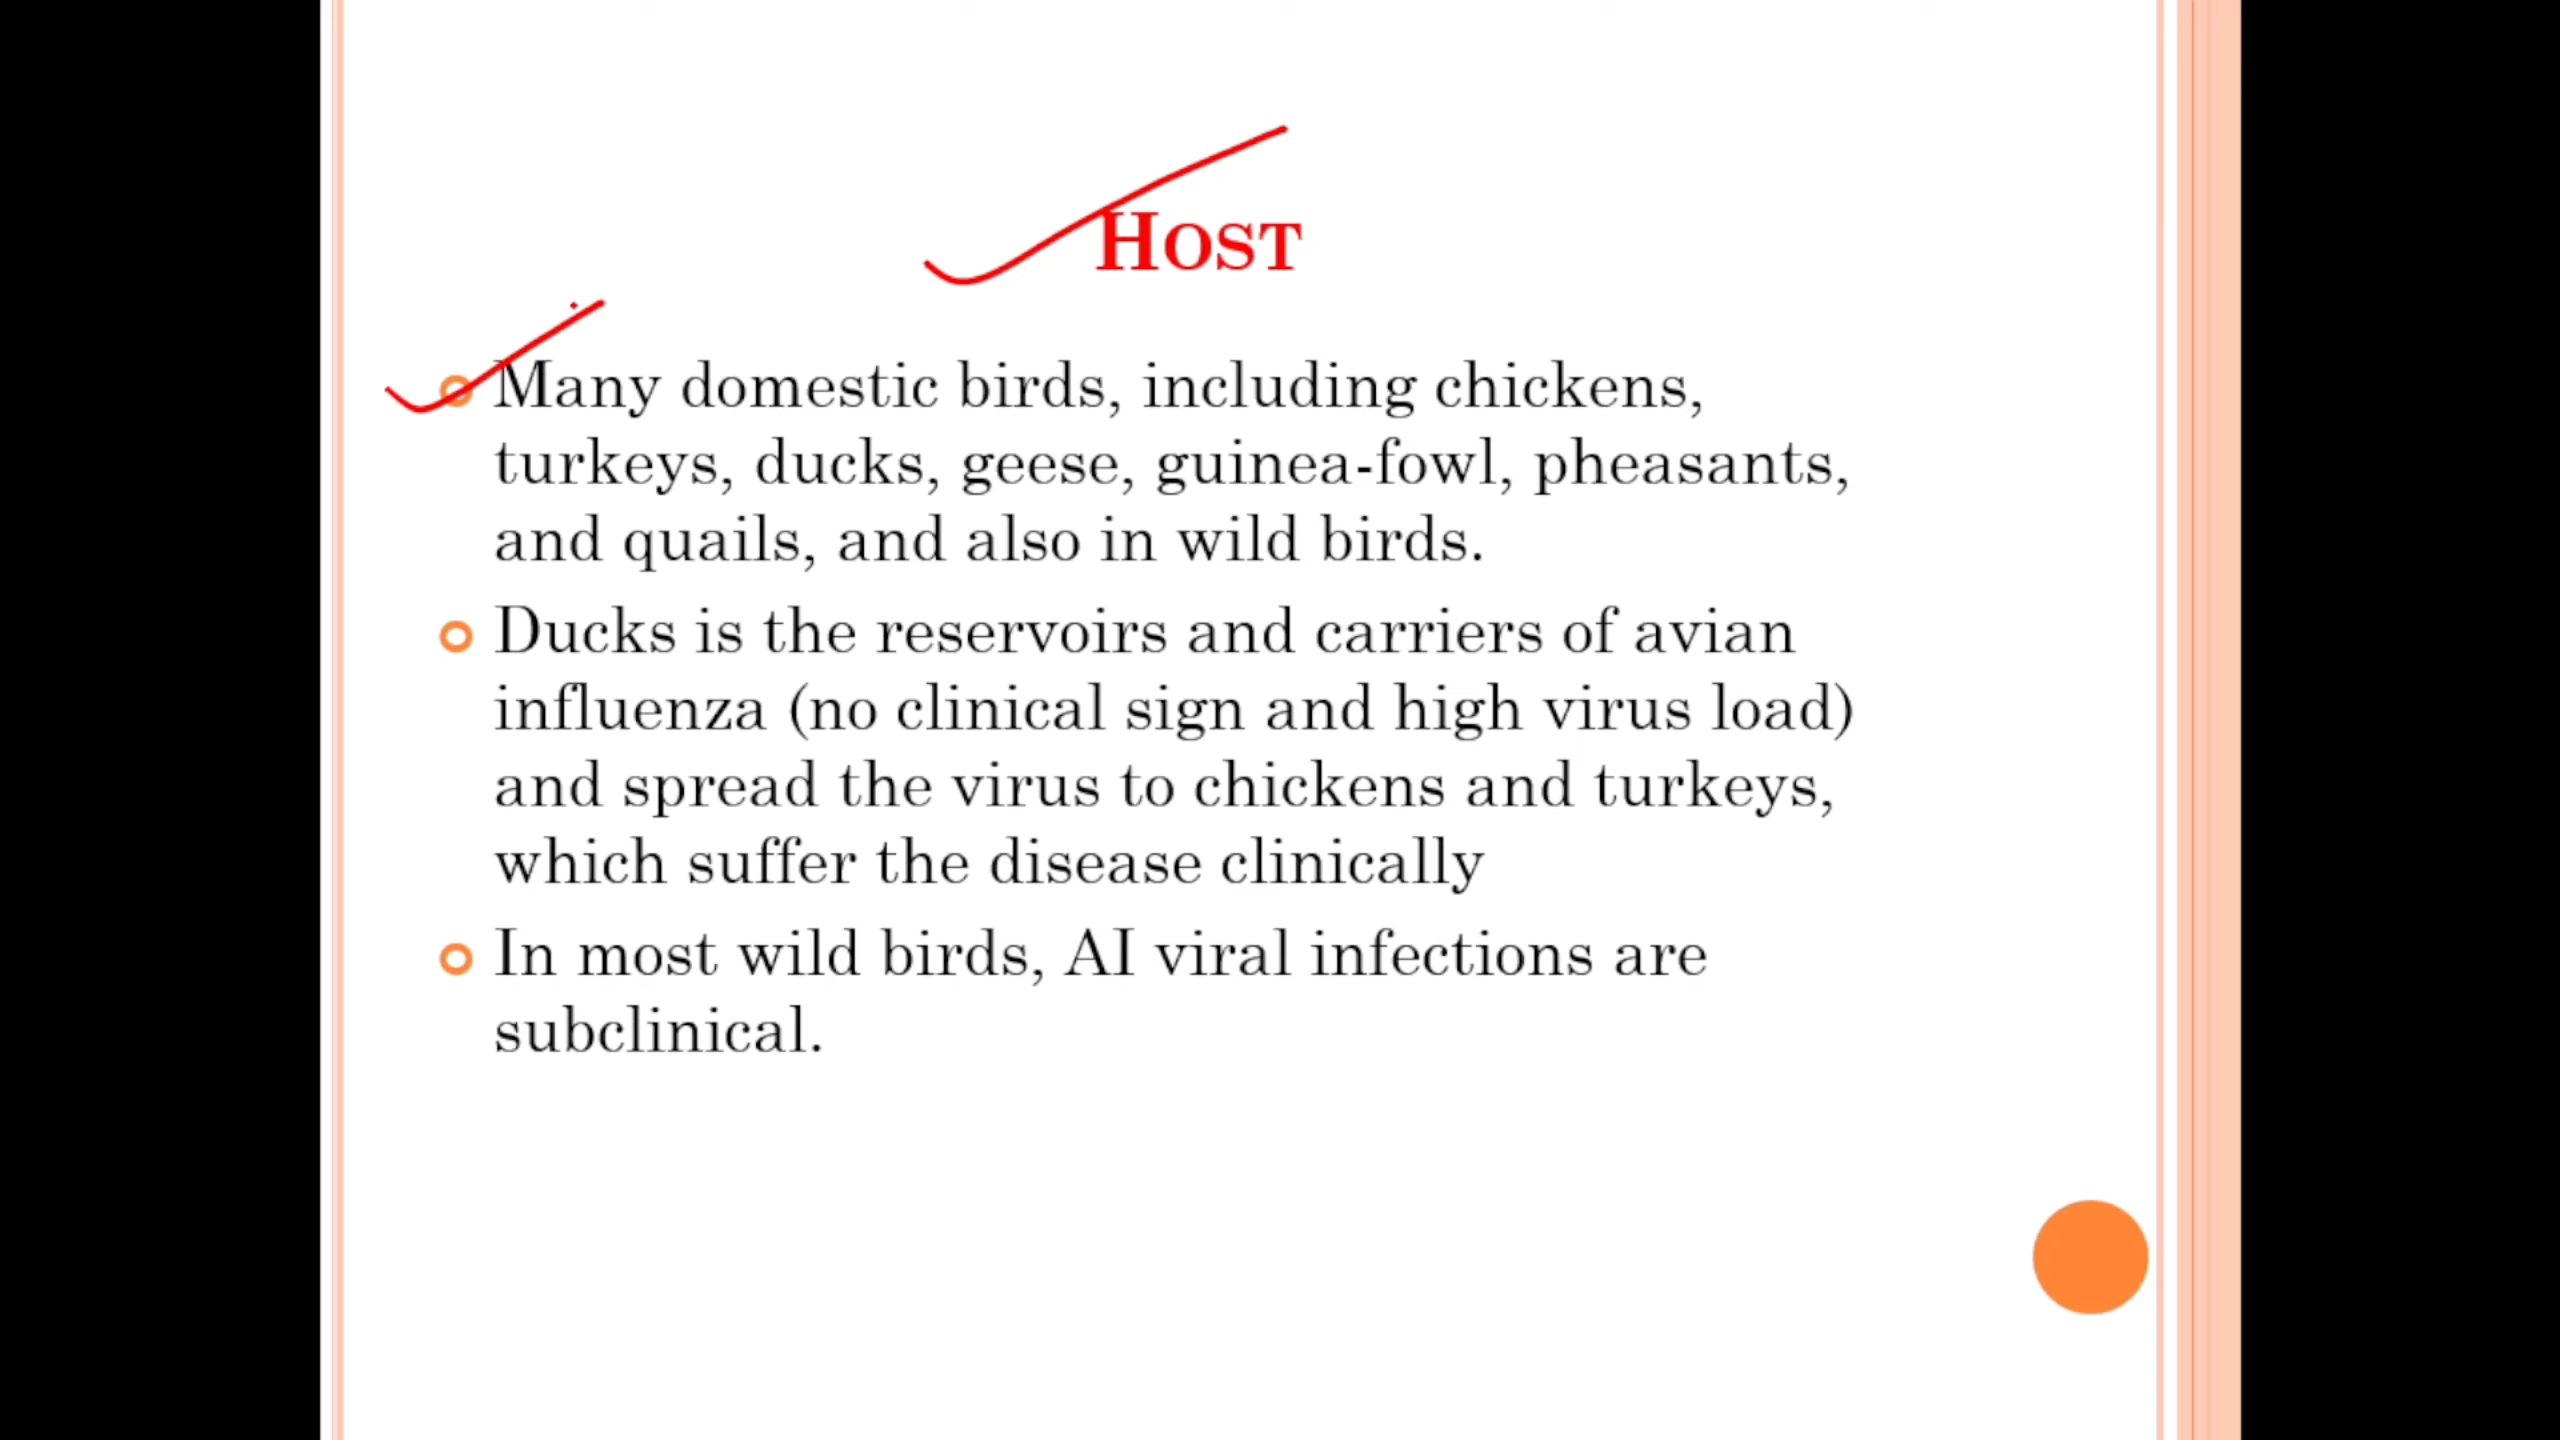 HOST
Many domestic birds, including chickens,
turkeys, ducks, geese, guinea-fowl, pheasants,
and quails, and also in wild birds.
Ducks is the reservoirs and carriers of avian
influenza (no clinical sign and high virus load)
and spread the virus to chickens and turkeys,
which suffer the disease clinically
In most wild birds, AI viral infections are
subclinical.